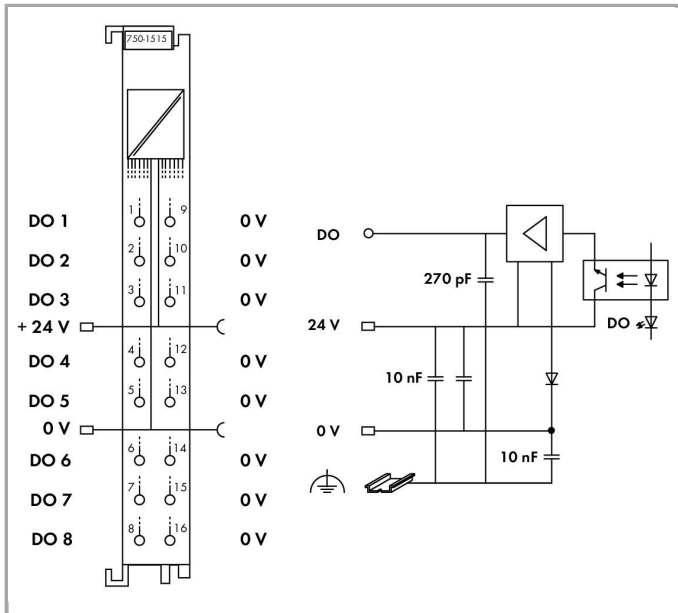 750-1515
DO 1 1 9 0 V
DO 2 2 10 0 V
DO 3 3 11 0 V
+ 24 V
DO 4 4 12 0 V
DO 5 5 13 0 V
0 V
DO 6 6 14 0 V
DO 7 7 15 0 V
DO 8 8 16 0 V
DO
270 pF
24 V
DO
10 nF
0 V
10 nF